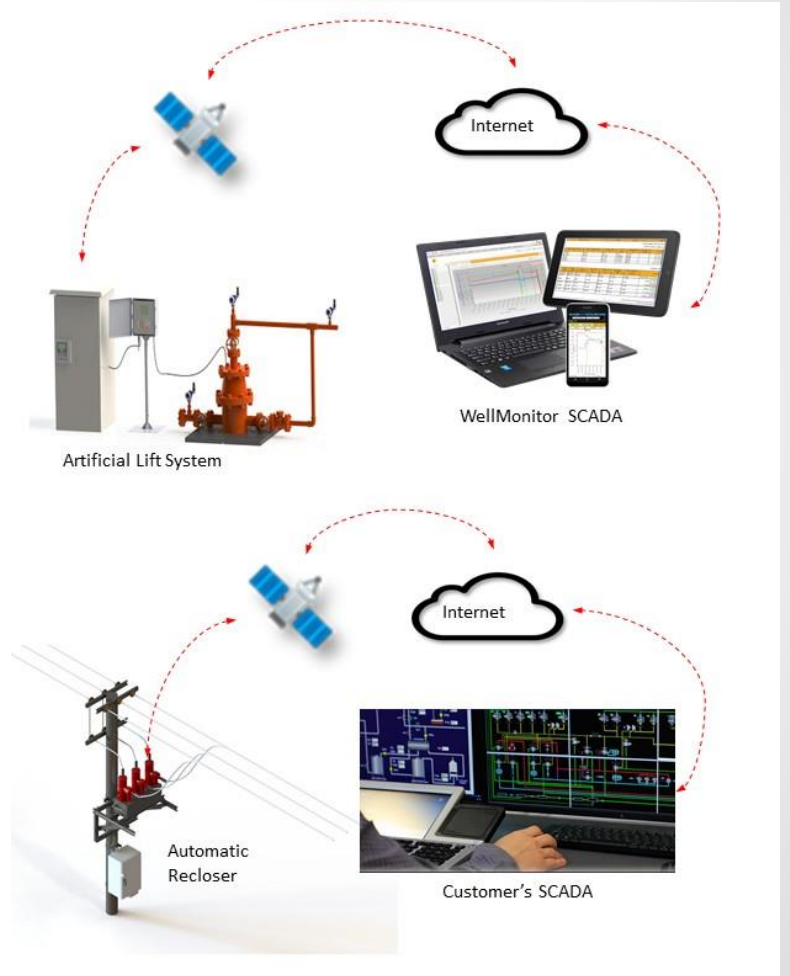 Internet
WellMonitor SCADA
Artificial Lift System
Internet
Automatic
Recloser
Customer's SCADA